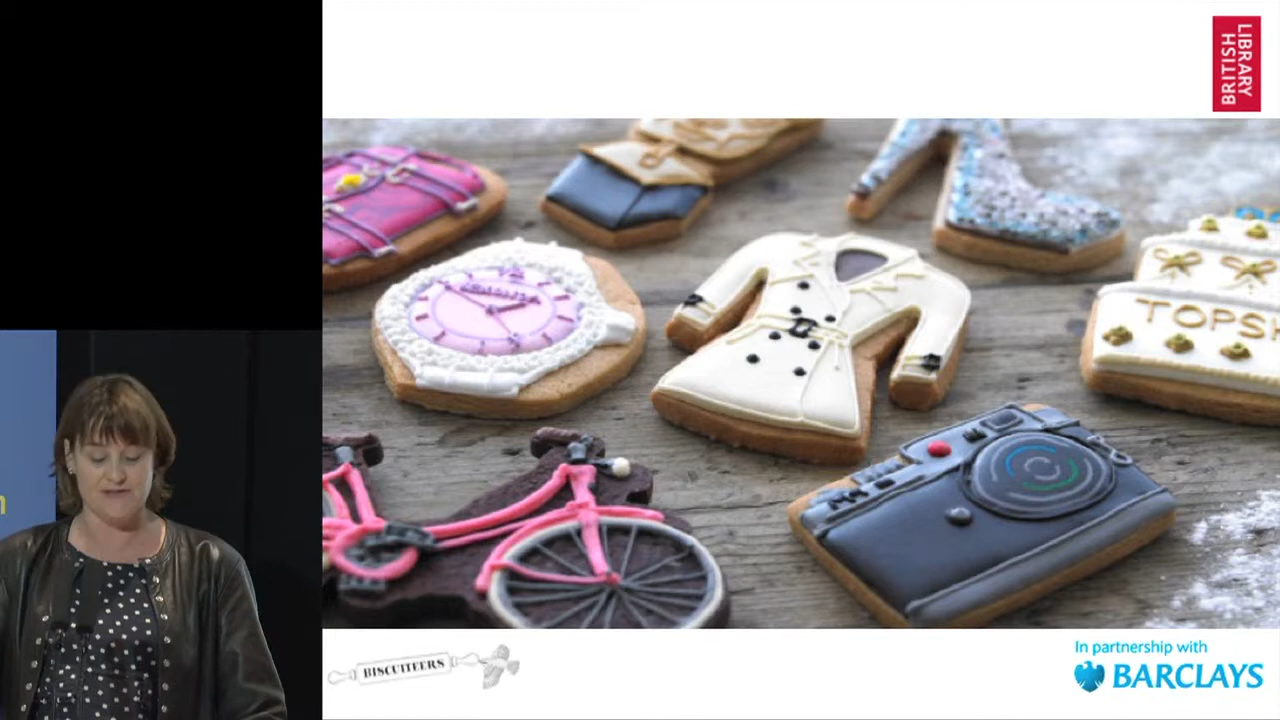 LIBRARY
BRITISH
TOPSH
BISCUITEERS
In partnership with
BARCLAYS